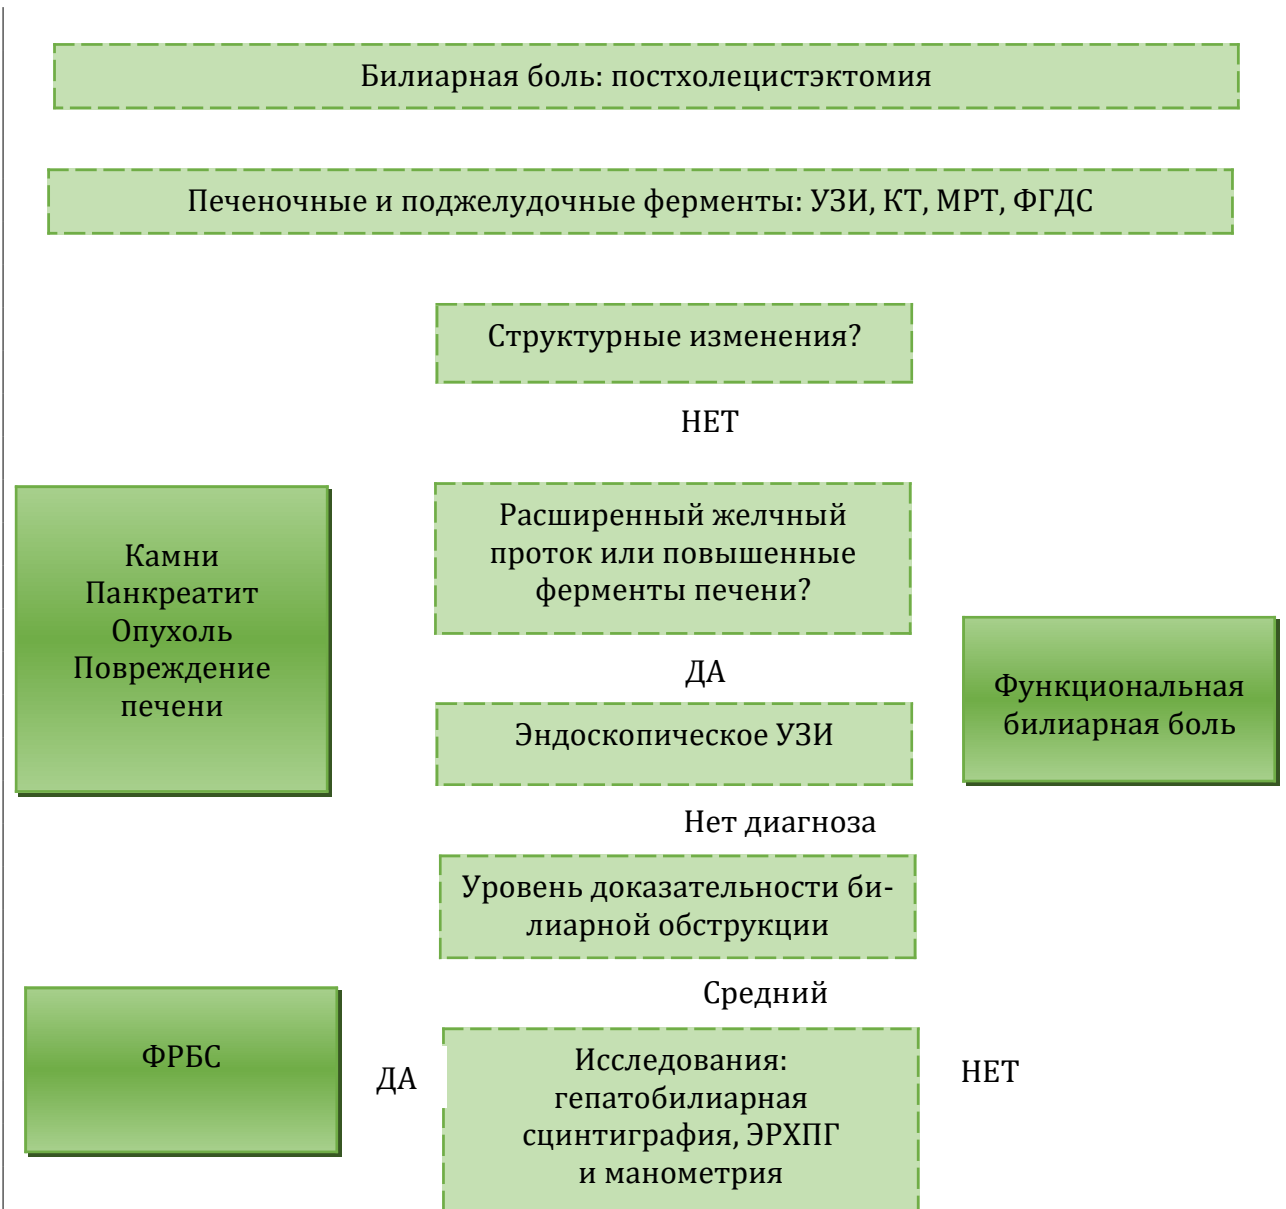 Билиарная боль: постхолецистэктомия
Печеночные и поджелудочные ферменты: УЗИ, КТ, МРТ, ФГДС
Структурные изменения?
НЕТ
Камни
Панкреатит
Опухоль
Повреждение
печени
Расширенный желчный
проток или повышенные
ферменты печени?
ДА
Функциональная
билиарная боль
Эндоскопическое УЗИ
Нет диагноза
Уровень доказательности би-
лиарной обструкции
Средний
ФРБС
ДА
Исследования:
гепатобилиарная
сцинтиграфия, ЭРХПГ
и манометрия
НЕТ